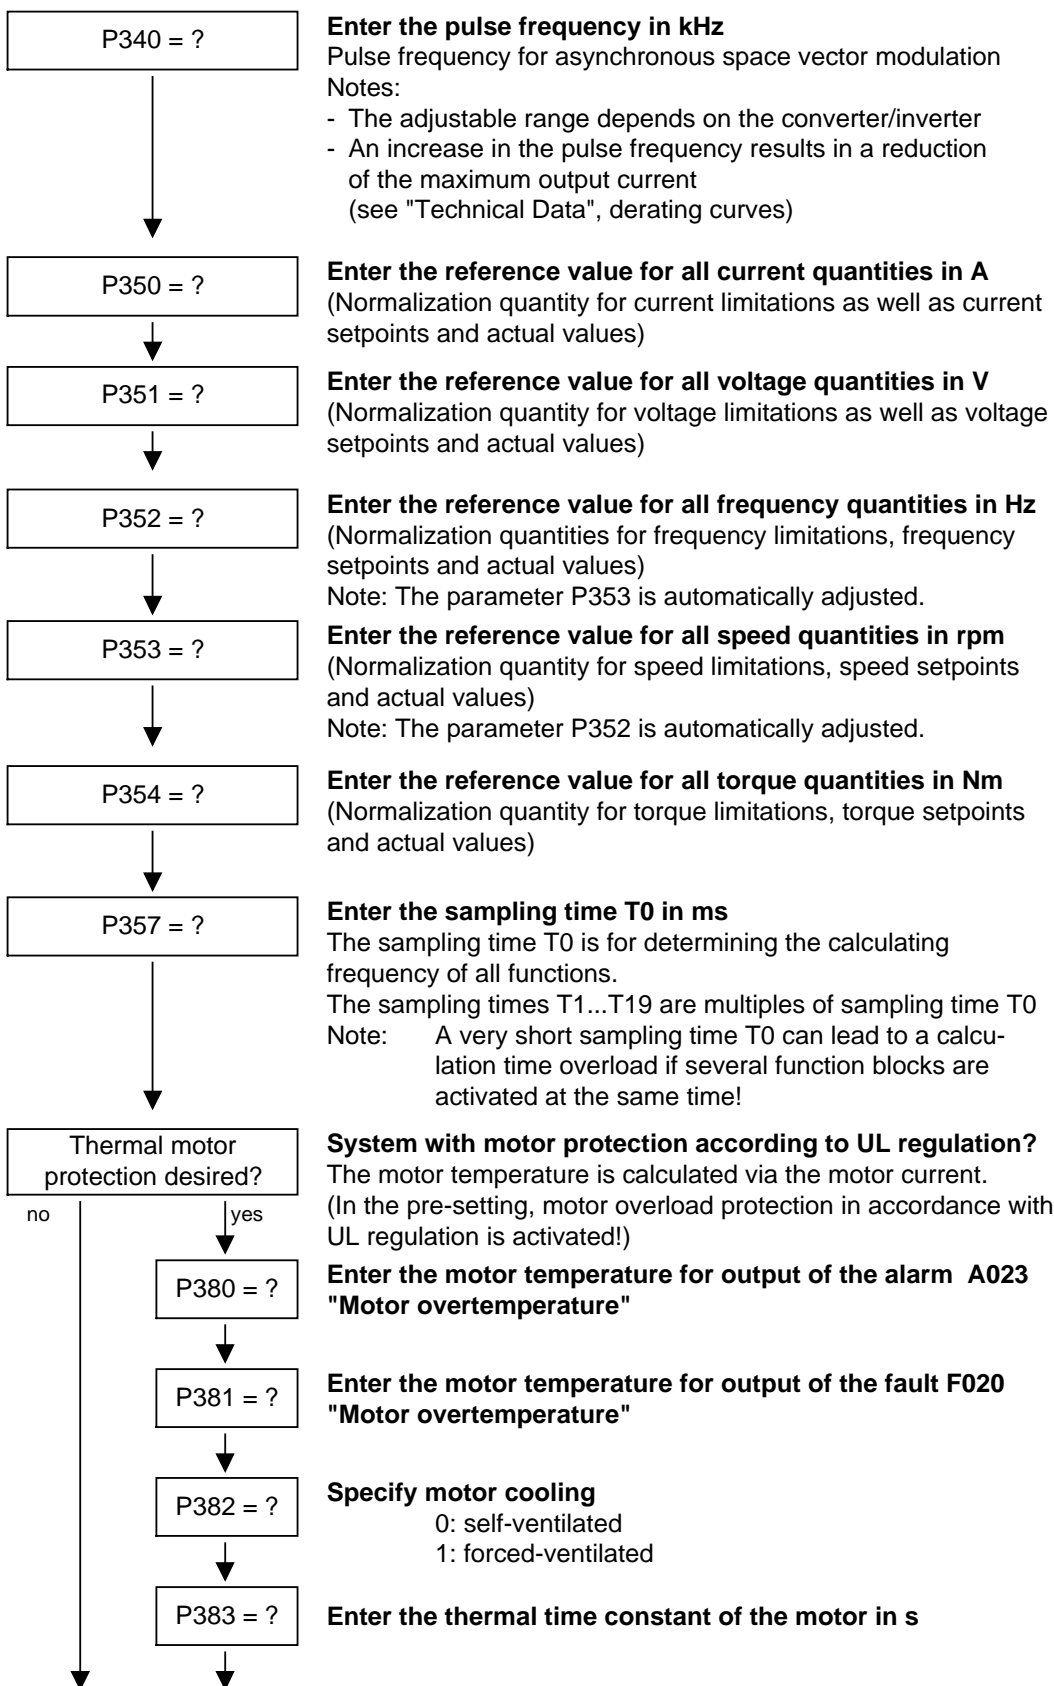 P340 = ?
Enter the pulse frequency in kHz
Pulse frequency for asynchronous space vector modulation
Notes:
- The adjustable range depends on the converter/inverter
- An increase in the pulse frequency results in a reduction
of the maximum output current
(see "Technical Data", derating curves)
P350 = ?
Enter the reference value for all current quantities in A
(Normalization quantity for current limitations as well as current
setpoints and actual values)
P351 = ?
Enter the reference value for all voltage quantities in V
(Normalization quantity for voltage limitations as well as voltage
setpoints and actual values)
P352 = ?
Enter the reference value for all frequency quantities in Hz
(Normalization quantities for frequency limitations, frequency
setpoints and actual values)
Note: The parameter P353 is automatically adjusted.
P353 = ?
Enter the reference value for all speed quantities in rpm
(Normalization quantity for speed limitations, speed setpoints
and actual values)
Note: The parameter P352 is automatically adjusted.
P354 = ?
Enter the reference value for all torque quantities in Nm
(Normalization quantity for torque limitations, torque setpoints
and actual values)
P357 = ?
Enter the sampling time T0 in ms
The sampling time T0 is for determining the calculating
frequency of all functions.
The sampling times T1...T19 are multiples of sampling time T0
Note: A very short sampling time T0 can lead to a calcu-
lation time overload if several function blocks are
activated at the same time!
Thermal motor
protection desired?
no
yes
System with motor protection according to UL regulation?
The motor temperature is calculated via the motor current.
(In the pre-setting, motor overload protection in accordance with
UL regulation is activated!)
P380 = ?
Enter the motor temperature for output of the alarm A023
"Motor overtemperature"
P381 = ?
Enter the motor temperature for output of the fault F020
"Motor overtemperature"
P382 = ?
Specify motor cooling
0: self-ventilated
1: forced-ventilated
P383 = ?
Enter the thermal time constant of the motor in s